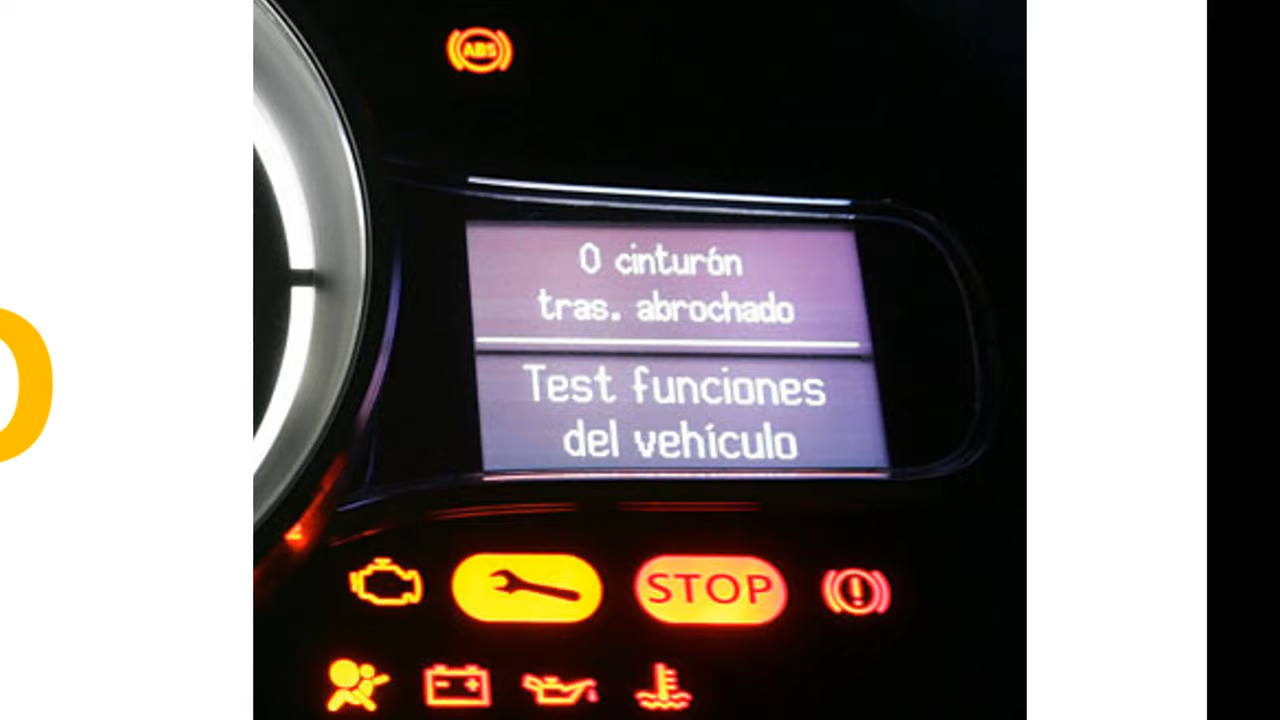 ABS
0 cinturón
tras. abrochado
Test funciones
del vehículo
STOP